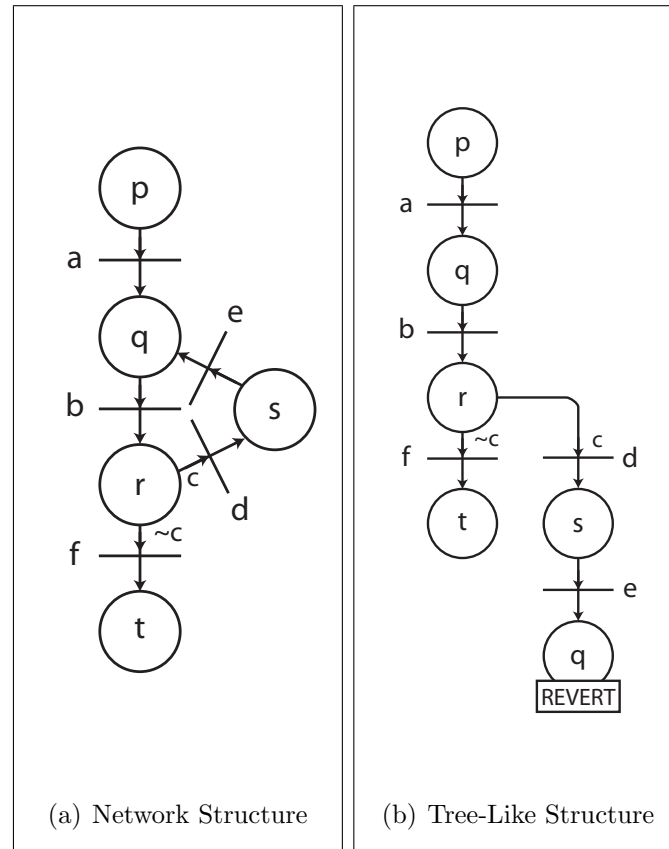 p
a
q
e
b
s
r
c
d
~c
f
t
(a) Network Structure
p
a
q
b
r
~c
c
f
d
t
s
e
q
REVERT
(b) Tree-Like Structure